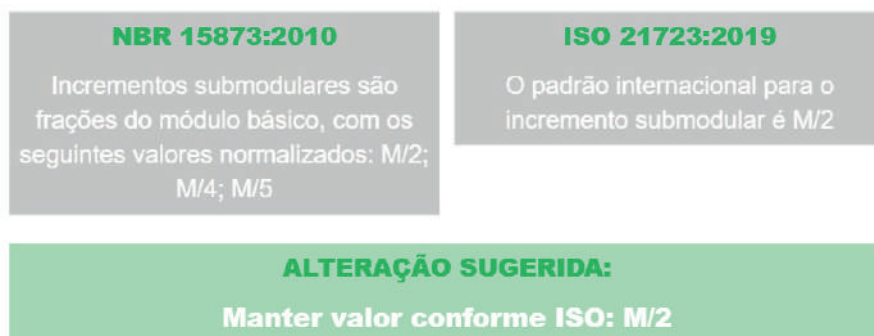 NBR 15873:2010
Incrementos submodulares são
frações do módulo básico, com os
seguintes valores normalizados: M/2;
M/4; M/5
ISO 21723:2019
O padrão internacional para o
incremento submodular é M/2
ALTERAÇÃO SUGERIDA:
Manter valor conforme ISO: M/2